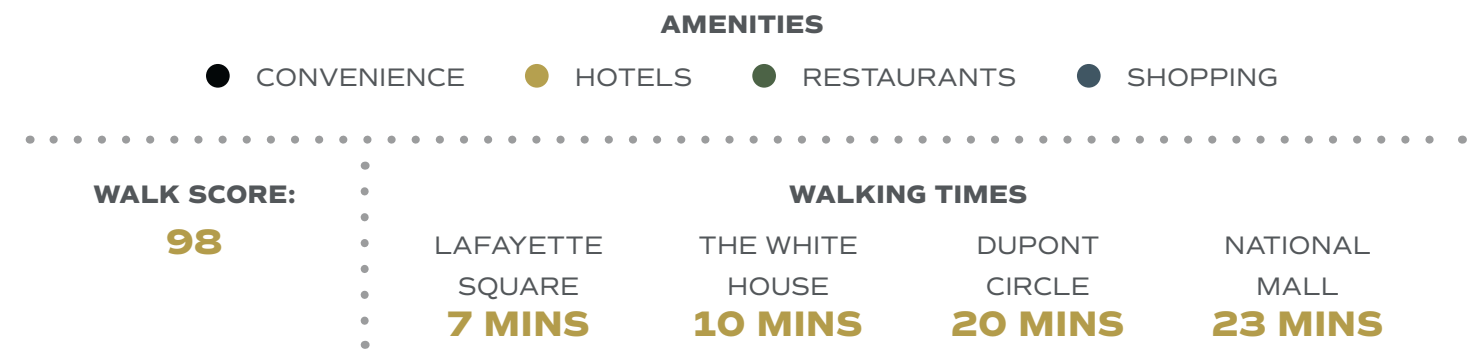 AMENITIES
CONVENIENCE
HOTELS
RESTAURANTS
SHOPPING
WALK SCORE:
98
WALKING TIMES
LAFAYETTE
SQUARE
7 MINS
THE WHITE
HOUSE
10 MINS
DUPONT
CIRCLE
20 MINS
NATIONAL
MALL
23 MINS